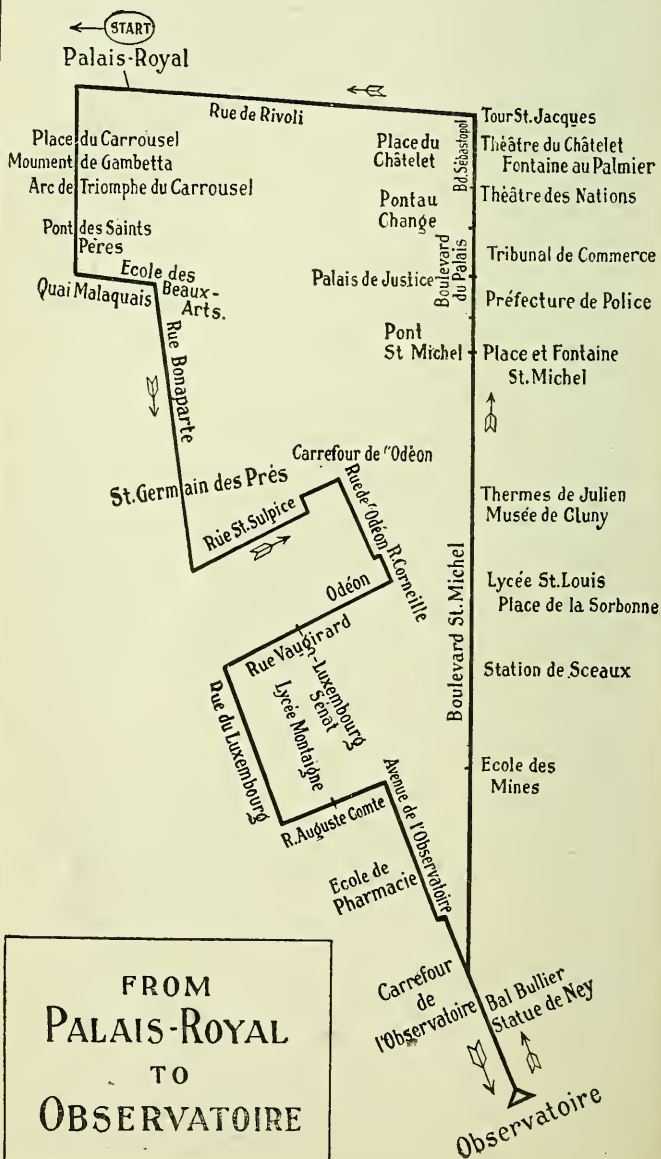 START
Palais-Royal
Rue de Rivoli
Place du Carrousel
Moument de Gambetta
Arc de Triomphe du Carrousel
Pont des Saints
Péres
Quai Malaquais
Ecole des
Beaux-
Arts.
Rue Bonaparte
St. Germain des Prés
Rue St. Sulpice
Carrefour de "Odéon
Rue de "Odéon
R. Corneille
Odéon
Rue Vaugirard
Luxembourg
Sénat
Lycée Montaigne
Rue du Luxembourg
R. Auguste Comte
Avenue de l'Observatoire
Ecole de
Pharmacie
Carrefour
de
l'Observatoire
Bal Bullier
Statue de Ney
Observatoire
Boulevard St. Michel
Ecole des
Mines
Station de Sceaux
Lycée St. Louis
Place de la Sorbonne
Thermes de Julien
Musée de Cluny
Place et Fontaine
St. Michel
Pont
St Michel
Préfecture de Police
Palais de Justice
Boulevard
du Palais
Tribunal de Commerce
Pont au
Change
Théâtre des Nations
Place du
Châtelet
Bd. Sébastopol
Théâtre du Châtelet
Fontaine au Palmier
Tour St. Jacques
FROM
PALAIS-ROYAL
TO
OBSERVATOIRE